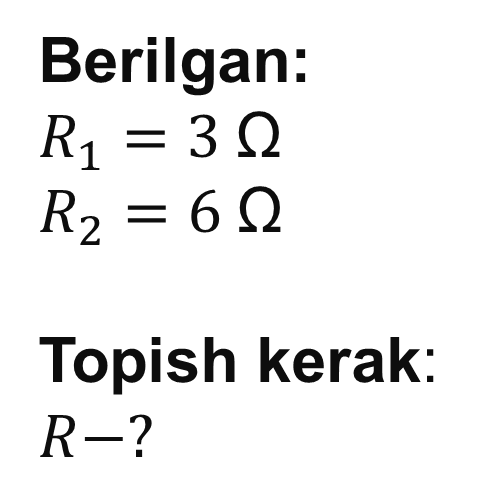 Berilgan:
R₁ = 3 Ω
R₂ = 6 Ω
Topish kerak:
R–?